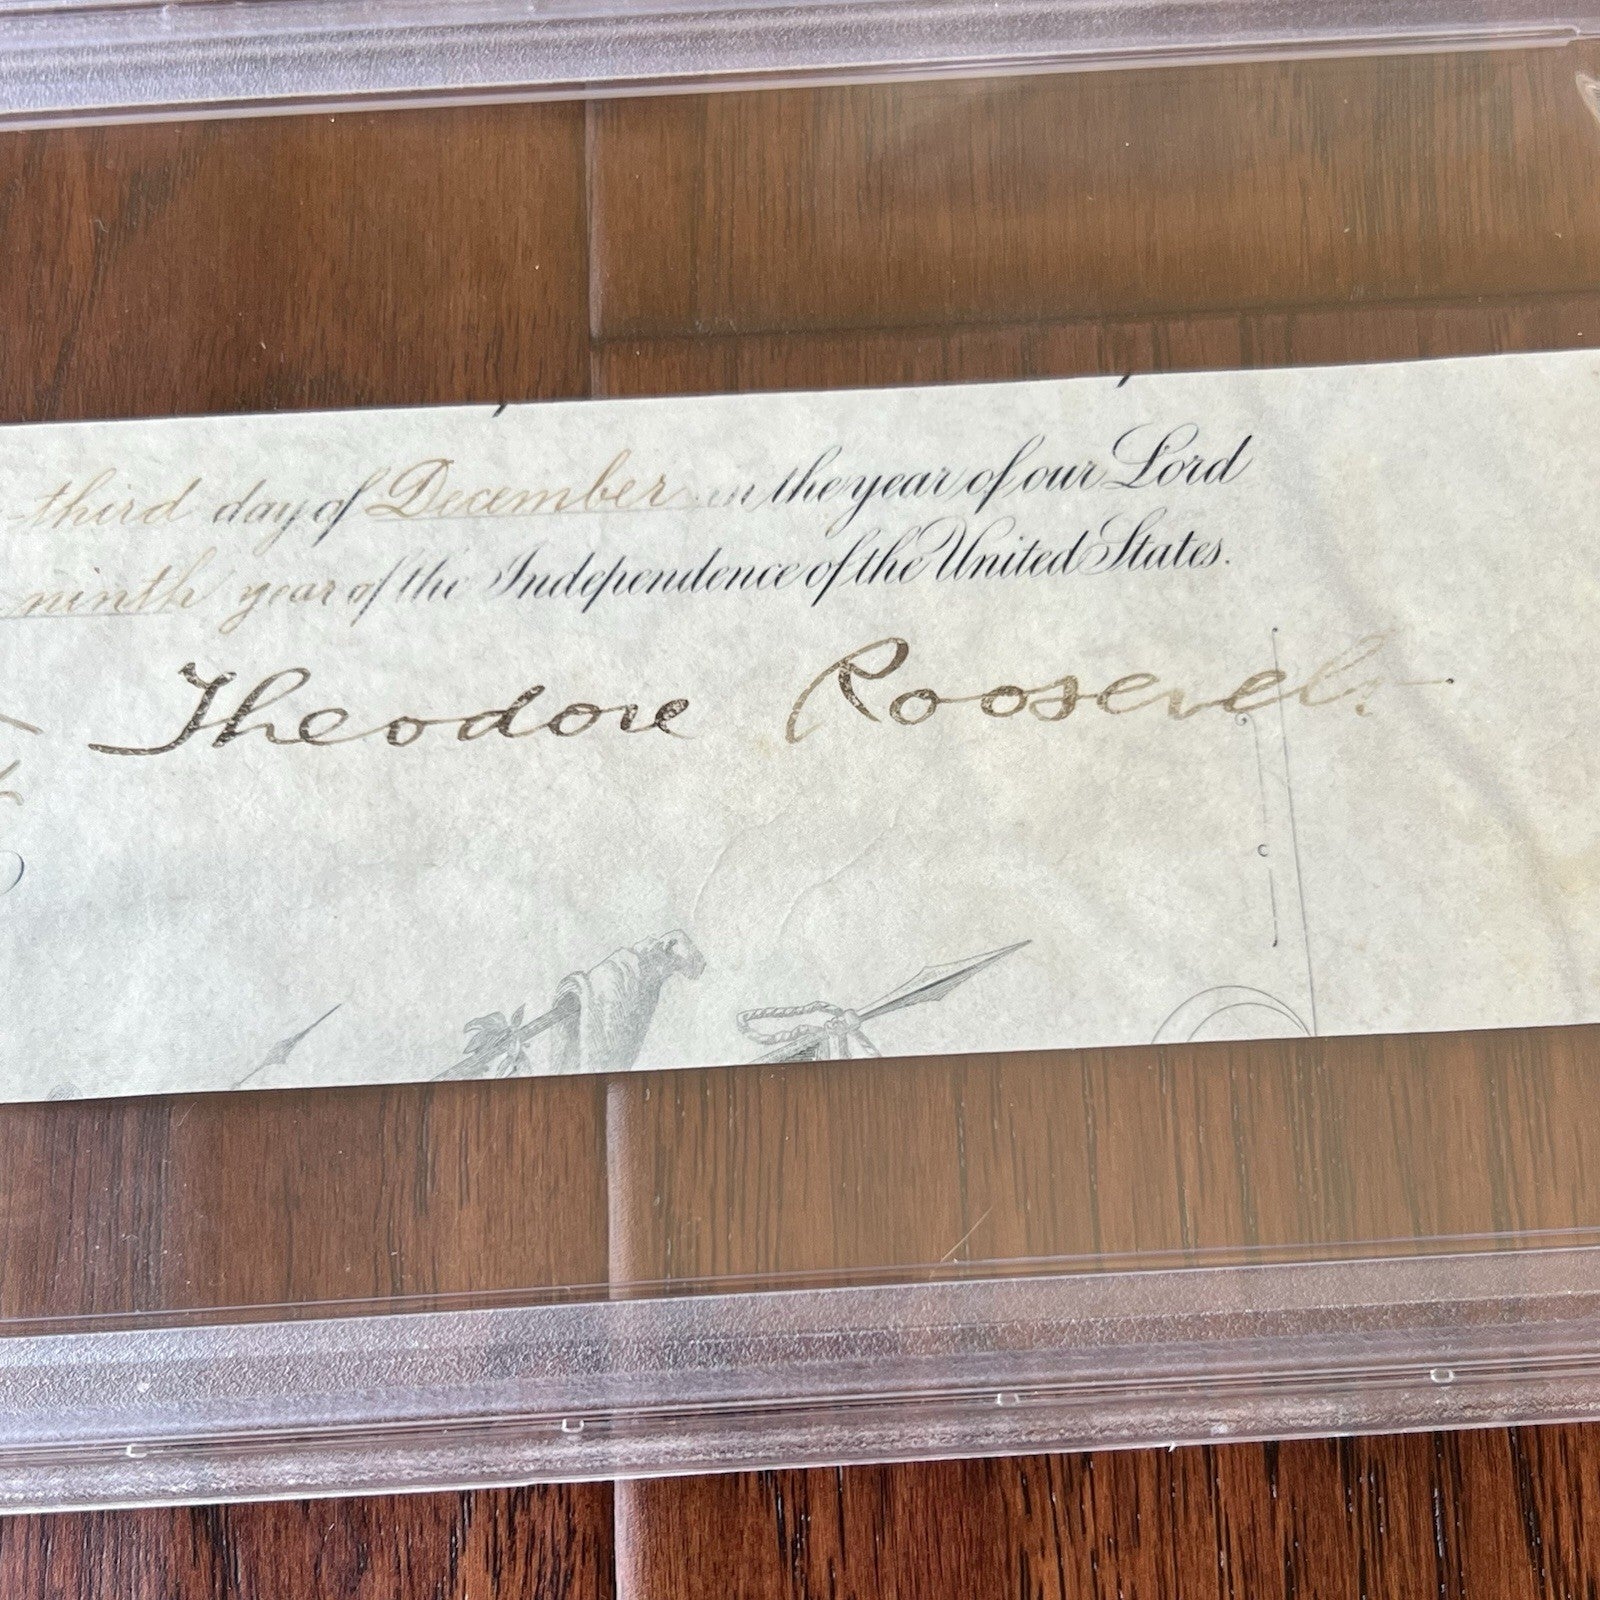 third day of December in the year of our Lord
ninth year of the Independence of the United States.
Theodore Roosevelt